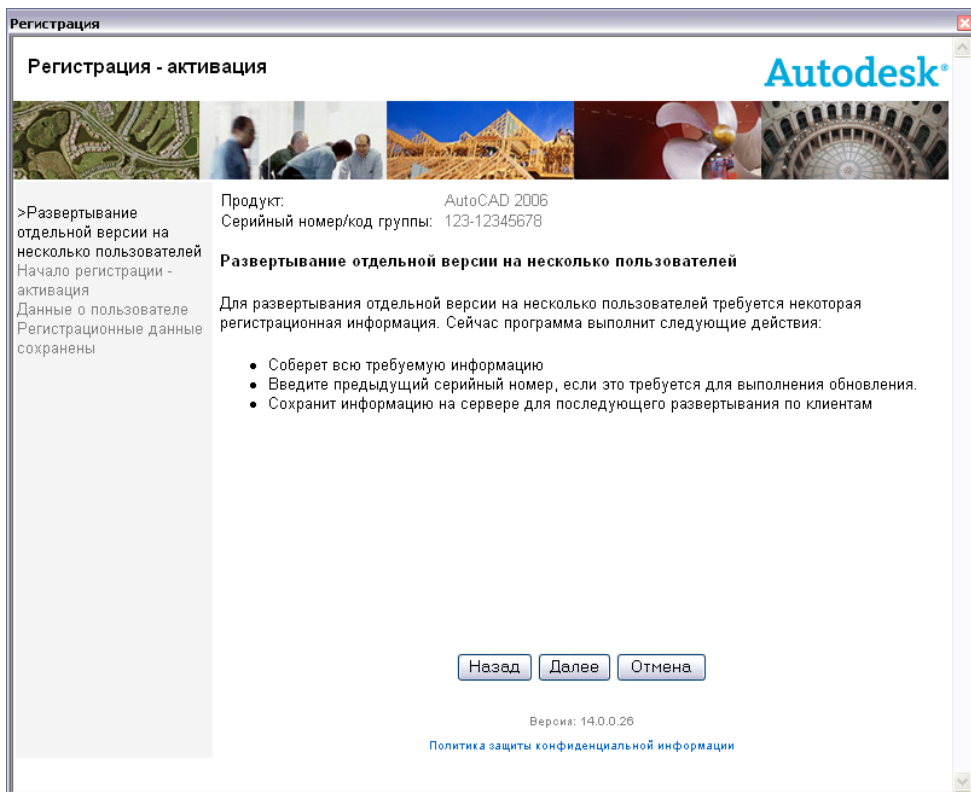 Регистрация
Регистрация - активация
Autodesk®
>Развертывание
отдельной версии на
несколько пользователей
Начало регистрации -
активация
Данные о пользователе
Регистрационные данные
сохранены
Продукт: AutoCAD 2006
Серийный номер/код группы: 123-12345678
Развертывание отдельной версии на несколько пользователей
Для развертывания отдельной версии на несколько пользователей требуется некоторая
регистрационная информация. Сейчас программа выполнит следующие действия:
• Соберет всю требуемую информацию
• Введите предыдущий серийный номер, если это требуется для выполнения обновления.
• Сохранит информацию на сервере для последующего развертывания по клиентам
Назад Далее Отмена
Версия: 14.0.0.26
Политика защиты конфиденциальной информации